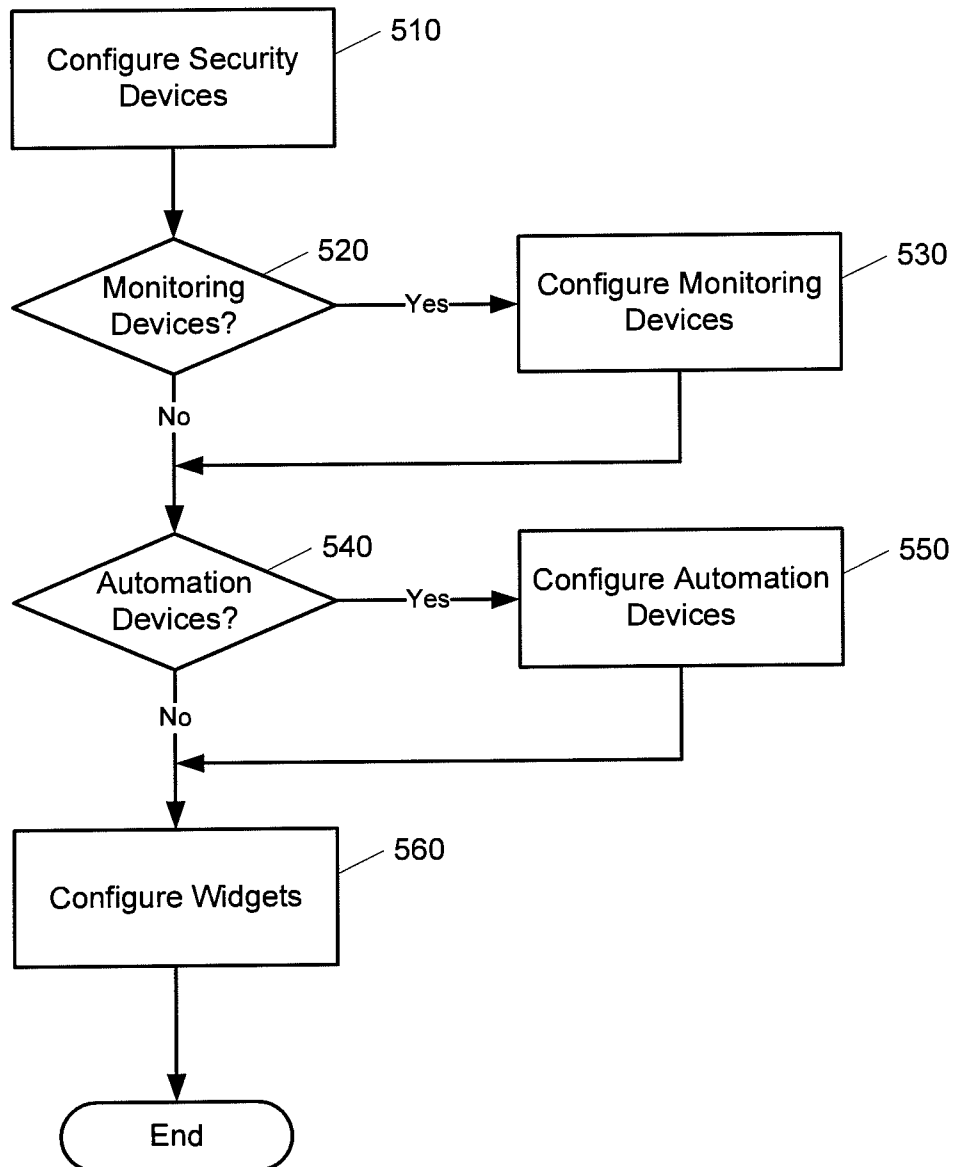 Configure Security
Devices
510
Monitoring
Devices?
520
Yes
Configure Monitoring
Devices
530
No
Automation
Devices?
540
Yes
Configure Automation
Devices
550
No
Configure Widgets
560
End